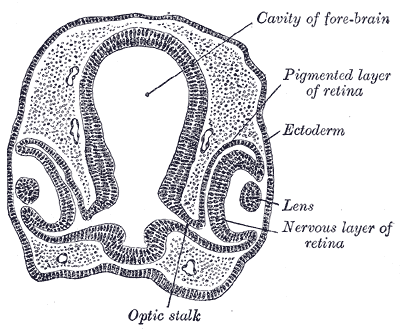 Cavity of fore-brain
Pigmented layer
of retina
Ectoderm
Lens
Nervous layer of
retina
Optic stalk